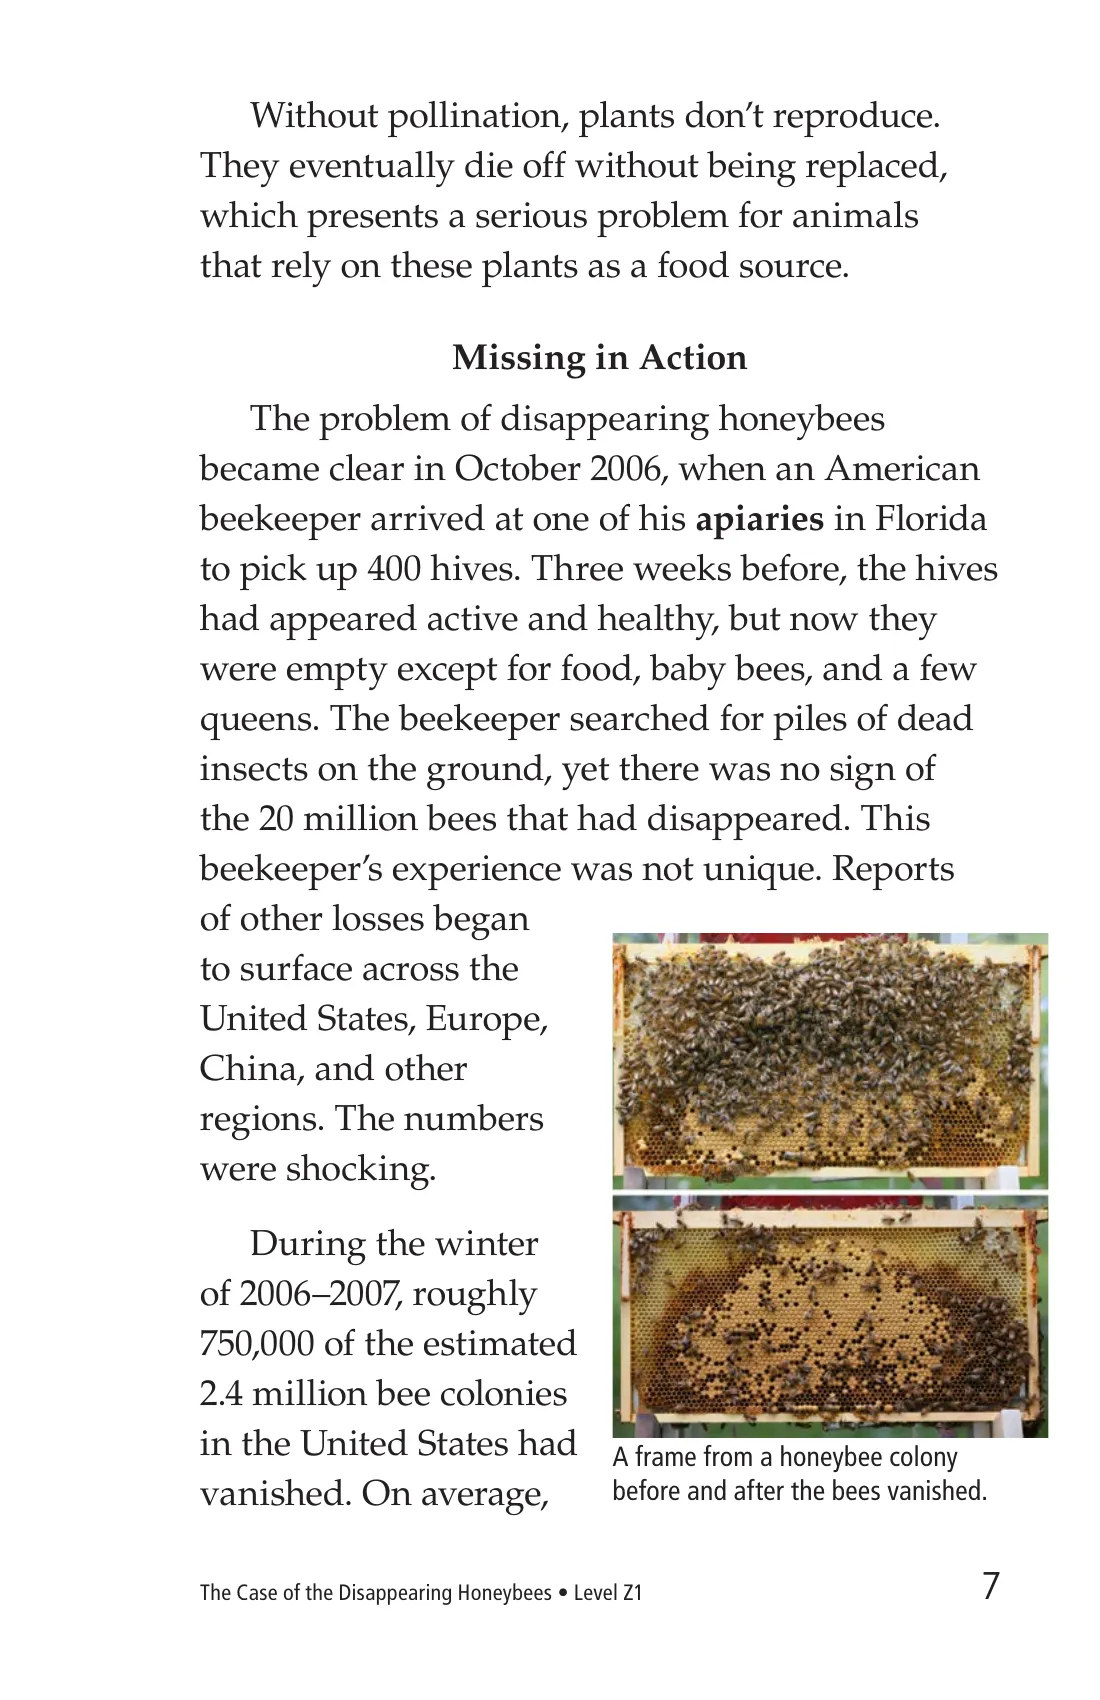 Without pollination, plants don’t reproduce.
They eventually die off without being replaced,
which presents a serious problem for animals
that rely on these plants as a food source.
Missing in Action
The problem of disappearing honeybees
became clear in October 2006, when an American
beekeeper arrived at one of his apiaries in Florida
to pick up 400 hives. Three weeks before, the hives
had appeared active and healthy, but now they
were empty except for food, baby bees, and a few
queens. The beekeeper searched for piles of dead
insects on the ground, yet there was no sign of
the 20 million bees that had disappeared. This
beekeeper’s experience was not unique. Reports
of other losses began
to surface across the
United States, Europe,
China, and other
regions. The numbers
were shocking.
During the winter
of 2006–2007, roughly
750,000 of the estimated
2.4 million bee colonies
in the United States had
vanished. On average,
A frame from a honeybee colony
before and after the bees vanished.
The Case of the Disappearing Honeybees • Level Z1
7